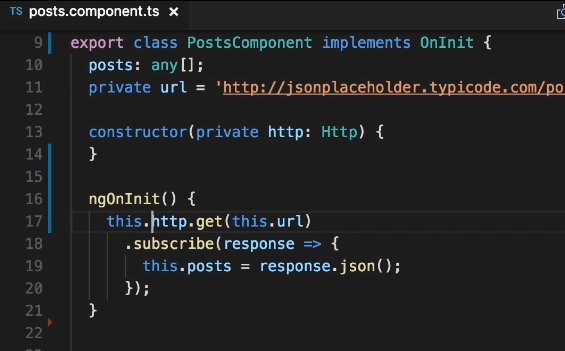 TS posts.component.ts ×
9 export class PostsComponent implements OnInit {
10 posts: any[];
11 private url = 'http://jsonplaceholder.typicode.com/po
12
13 constructor(private http: Http) {
14 }
15
16 ngOnInit() {
17 this.http.get(this.url)
18 .subscribe(response => {
19 this.posts = response.json();
20 });
21 }
22